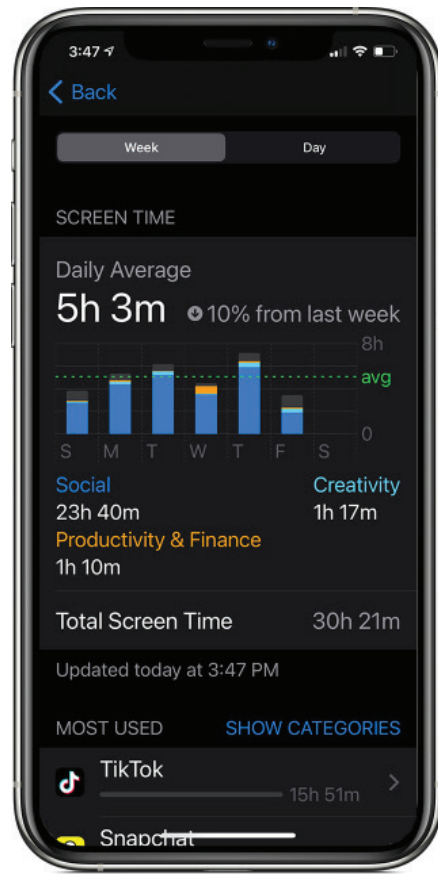 3:47
Back
Week Day
SCREEN TIME
Daily Average
5h 3m 10% from last week
8h
avg
0
S M T W T F S
Social Creativity
23h 40m 1h 17m
Productivity & Finance
1h 10m
Total Screen Time 30h 21m
Updated today at 3:47 PM
MOST USED SHOW CATEGORIES
TikTok
15h 51m
Snapchat